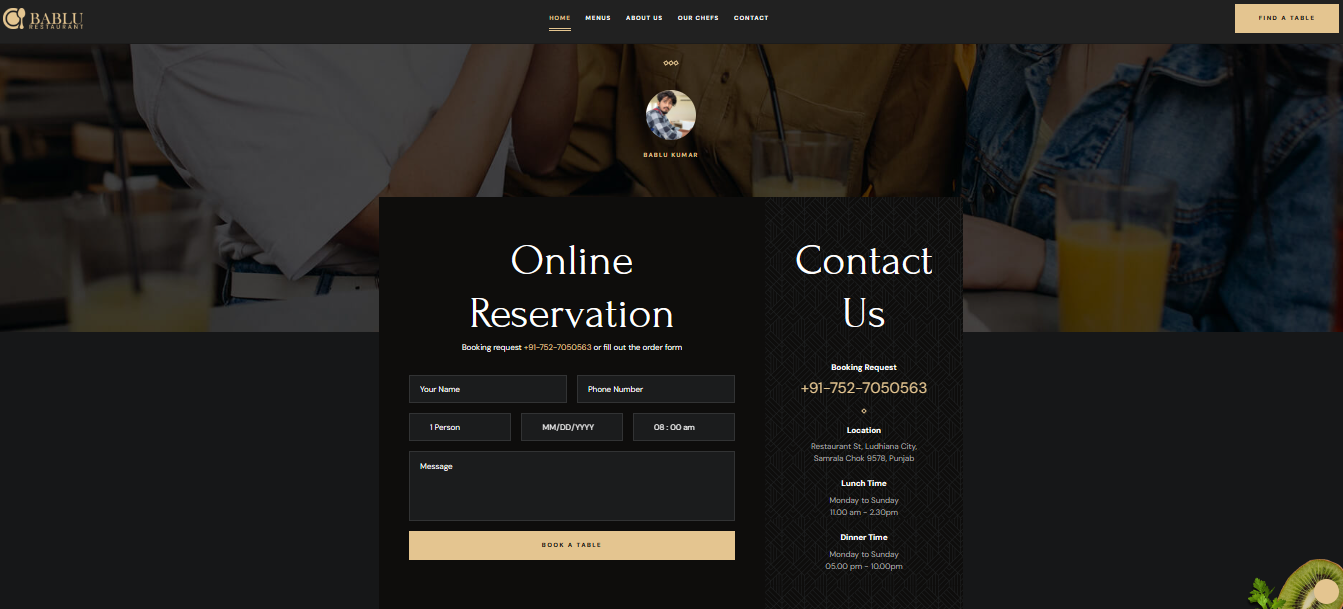 BABLU
RESTAURANT
HOME MENUS ABOUT US OUR CHEFS CONTACT
FIND A TABLE
BABLU KUMAR
Online
Reservation
Booking request +91-752-7050563 or fill out the order form
Your Name
Phone Number
1 Person
MM/DD/YYYY
08 : 00 am
Message
BOOK A TABLE
Contact
Us
Booking Request
+91-752-7050563
Location
Restaurant St, Ludhiana City,
Samrala Chok 9578, Punjab
Lunch Time
Monday to Sunday
11.00 am - 2.30pm
Dinner Time
Monday to Sunday
05.00 pm - 10.00pm